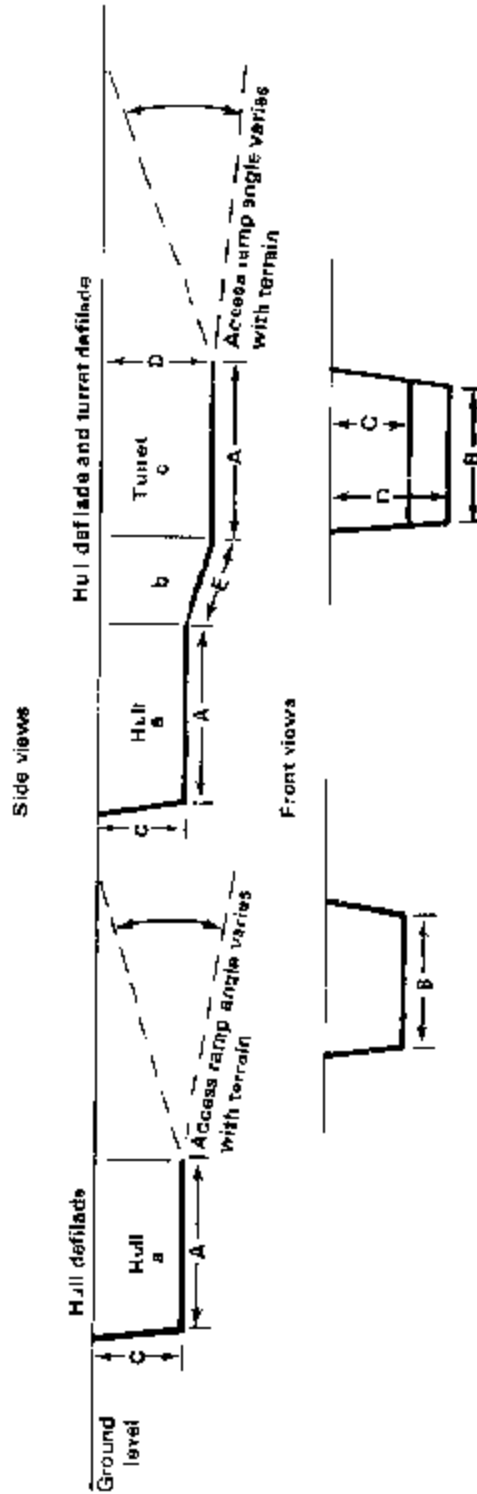 Side views
Hull defilade
Hull defilade and turret defilade
Ground
level
C
Hull
a
A
Access ramp angle varies
with terrain
C
Hull
a
A
b
E
Turret
c
D
A
Access ramp angle varies
with terrain
Front views
B
C
D
B